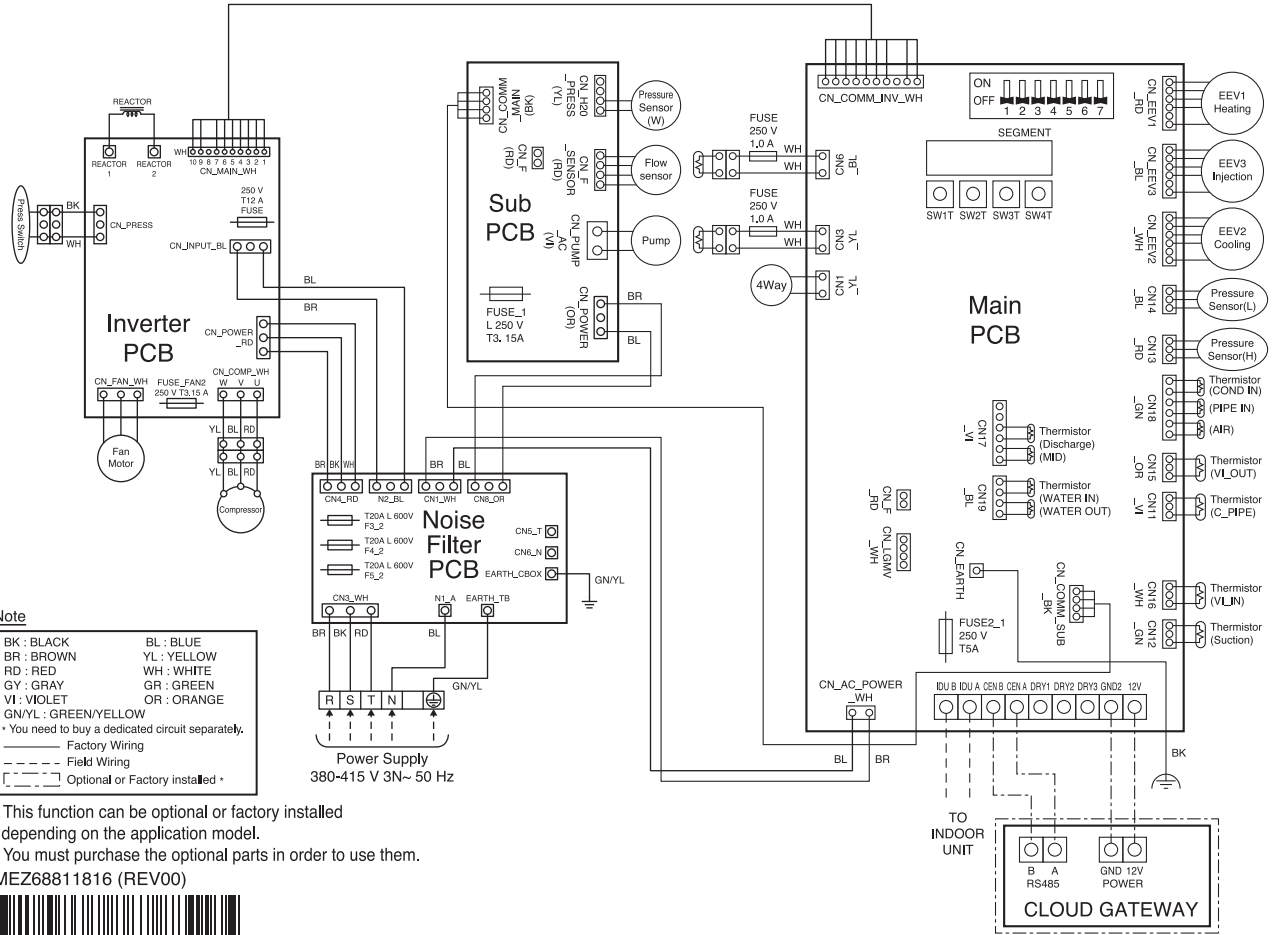 REACTOR
REACTOR
1
REACTOR
2
WH
10 9 8 7 6 5 4 3 2 1
CN_MAIN_WH
250 V
T12 A
FUSE
Press Switch
BK
WH
CN_PRESS
CN_INPUT_BL
BL
BR
Inverter
PCB
CN_POWER
_RD
CN_FAN_WH
FUSE_FAN2
250 V T3.15 A
CN_COMP_WH
W V U
YL BL RD
YL BL RD
Fan
Motor
Compressor
CN_COMM
_MAIN
(BK)
CN_H20
_PRESS
(YL)
Pressure
Sensor
(W)
CN_F
(RD)
CN_F
_SENSOR
(RD)
Flow
sensor
Sub
PCB
CN_PUMP
_AC
(VI)
Pump
FUSE_1
L 250 V
T3. 15A
CN_POWER
(OR)
BR
BL
FUSE
250 V
1.0 A
WH
WH
CN6
_BL
FUSE
250 V
1.0 A
WH
WH
CN3
_YL
4Way
CN1
_YL
CN_COMM_INV_WH
ON
OFF
1 2 3 4 5 6 7
SEGMENT
SW1T SW2T SW3T SW4T
Main
PCB
CN_EEV1
_RD
EEV1
Heating
CN_EEV3
_BL
EEV3
Injection
CN_EEV2
_WH
EEV2
Cooling
CN14
_BL
Pressure
Sensor(L)
CN13
_RD
Pressure
Sensor(H)
CN18
_GN
Thermistor
(COND IN)
(PIPE IN)
(AIR)
CN17
_VI
Thermistor
(Discharge)
(MID)
CN15
_OR
Thermistor
(VI_OUT)
CN19
_BL
Thermistor
(WATER IN)
(WATER OUT)
CN11
_VI
Thermistor
(C_PIPE)
CN_F
_RD
CN_LGMV
_WH
CN_EARTH
CN_COMM_SUB
_BK
CN16
_WH
Thermistor
(VI_IN)
CN12
_GN
Thermistor
(Suction)
FUSE2_1
250 V
T5A
CN_AC_POWER
_WH
IDU B IDU A CEN B CEN A DRY1 DRY2 DRY3 GND2 12V
BL
BR
BK
TO
INDOOR
UNIT
B A
RS485
GND 12V
POWER
CLOUD GATEWAY
BR BK WH
BR BL
CN4_RD N2_BL CN1_WH CN8_OR
T20A L 600V
F3_2
T20A L 600V
F4_2
T20A L 600V
F5_2
Noise
Filter
PCB
CN5_T
CN6_N
EARTH_CBOX
GN/YL
CN3_WH
N1_A
EARTH_TB
BR BK RD
BL
GN/YL
R S T N
Power Supply
380-415 V 3N~ 50 Hz
Note
BK : BLACK BL : BLUE
BR : BROWN YL : YELLOW
RD : RED WH : WHITE
GY : GRAY GR : GREEN
VI : VIOLET OR : ORANGE
GN/YL : GREEN/YELLOW
* You need to buy a dedicated circuit separately.
Factory Wiring
Field Wiring
Optional or Factory installed *
This function can be optional or factory installed
depending on the application model.
You must purchase the optional parts in order to use them.
MEZ68811816 (REV00)